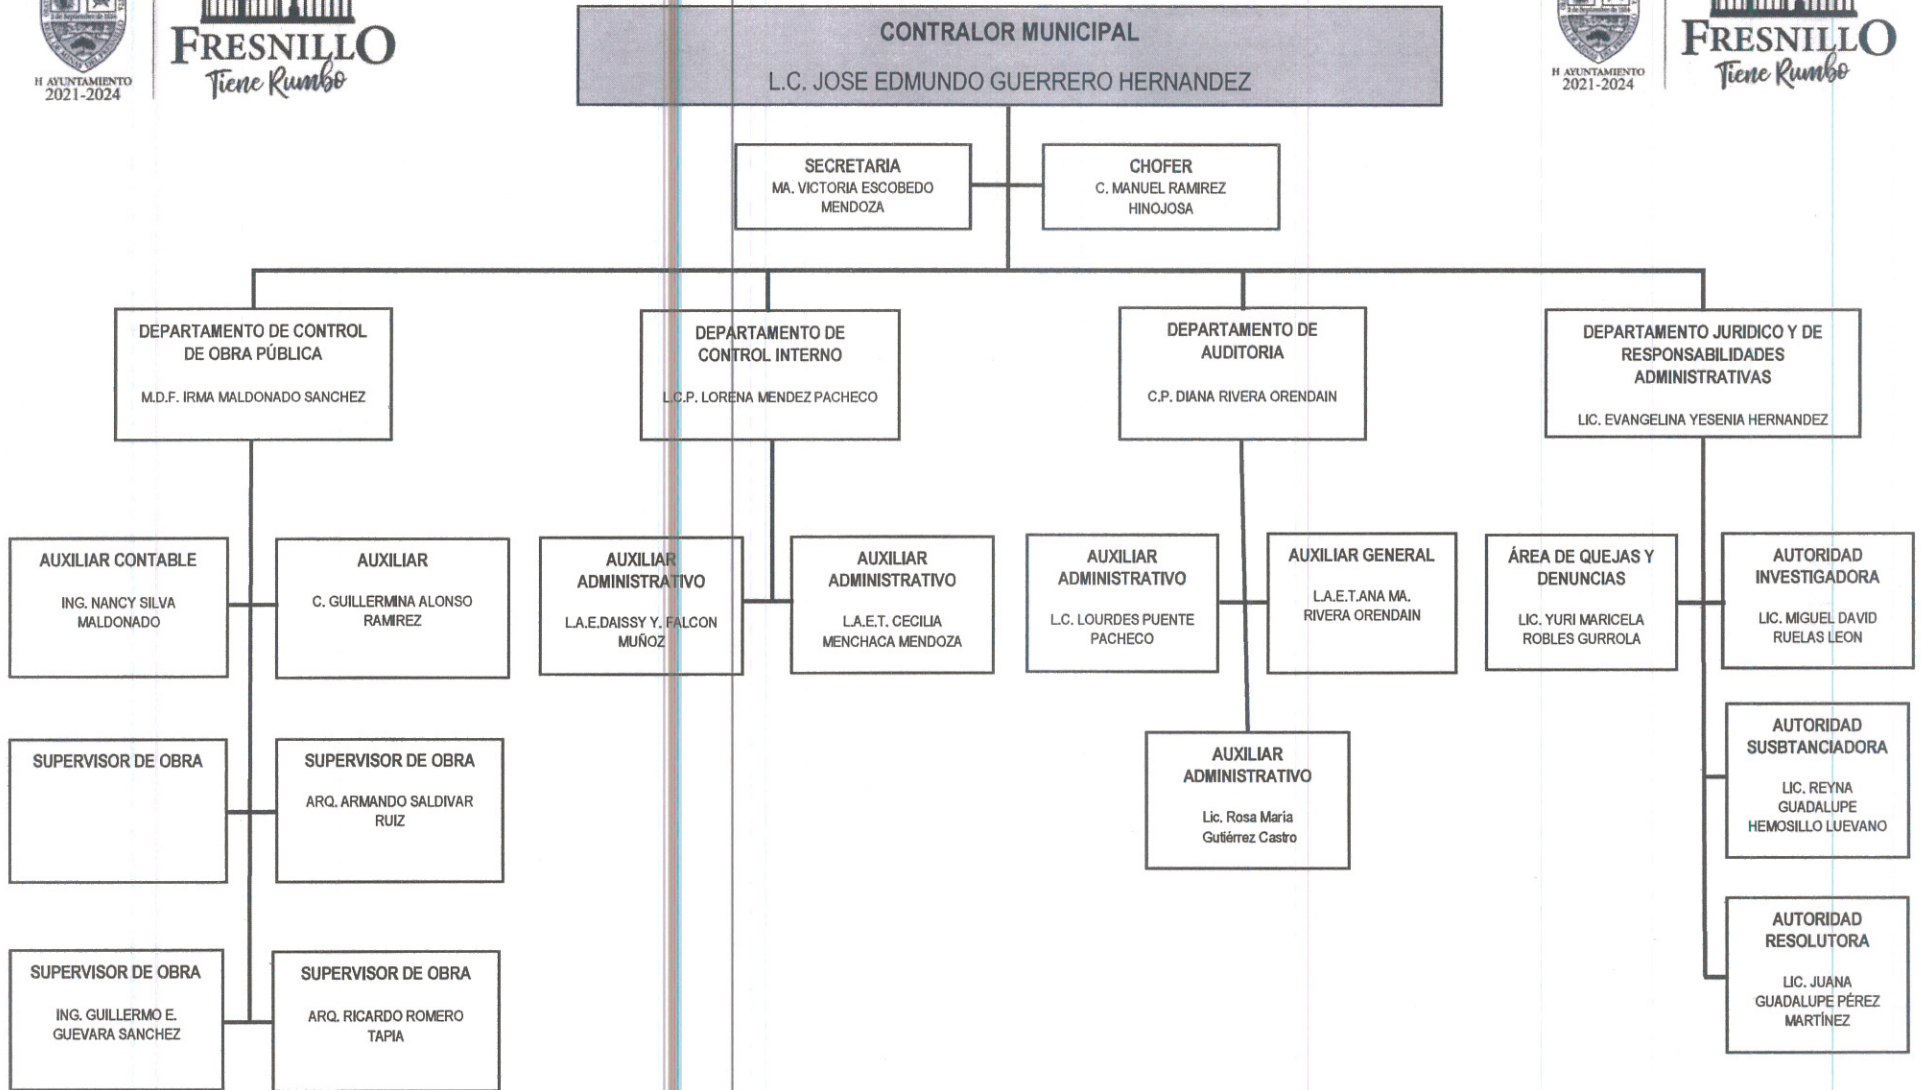 H AYUNTAMIENTO
2021-2024
FRESNILLO
Tiene Rumbo
CONTRALOR MUNICIPAL
L.C. JOSE EDMUNDO GUERRERO HERNANDEZ
H AYUNTAMIENTO
2021-2024
FRESNILLO
Tiene Rumbo
SECRETARIA
MA. VICTORIA ESCOBEDO
MENDOZA
CHOFER
C. MANUEL RAMIREZ
HINOJOSA
DEPARTAMENTO DE CONTROL
DE OBRA PÚBLICA
M.D.F. IRMA MALDONADO SANCHEZ
DEPARTAMENTO DE
CONTROL INTERNO
L.C.P. LORENA MENDEZ PACHECO
DEPARTAMENTO DE
AUDITORIA
C.P. DIANA RIVERA ORENDAIN
DEPARTAMENTO JURIDICO Y DE
RESPONSABILIDADES
ADMINISTRATIVAS
LIC. EVANGELINA YESENIA HERNANDEZ
AUXILIAR CONTABLE
ING. NANCY SILVA
MALDONADO
AUXILIAR
C. GUILLERMINA ALONSO
RAMIREZ
AUXILIAR
ADMINISTRATIVO
L.A.E.DAISSY Y. FALCON
MUÑOZ
AUXILIAR
ADMINISTRATIVO
L.A.E.T. CECILIA
MENCHACA MENDOZA
AUXILIAR
ADMINISTRATIVO
L.C. LOURDES PUENTE
PACHECO
AUXILIAR GENERAL
L.A.E.T.ANA MA.
RIVERA ORENDAIN
ÁREA DE QUEJAS Y
DENUNCIAS
LIC. YURI MARICELA
ROBLES GURROLA
AUTORIDAD
INVESTIGADORA
LIC. MIGUEL DAVID
RUELAS LEON
SUPERVISOR DE OBRA
SUPERVISOR DE OBRA
ARQ. ARMANDO SALDIVAR
RUIZ
AUXILIAR
ADMINISTRATIVO
Lic. Rosa Maria
Gutiérrez Castro
AUTORIDAD
SUSBTANCIADORA
LIC. REYNA
GUADALUPE
HEMOSILLO LUEVANO
SUPERVISOR DE OBRA
ING. GUILLERMO E.
GUEVARA SANCHEZ
SUPERVISOR DE OBRA
ARQ. RICARDO ROMERO
TAPIA
AUTORIDAD
RESOLUTORA
LIC. JUANA
GUADALUPE PÉREZ
MARTÍNEZ